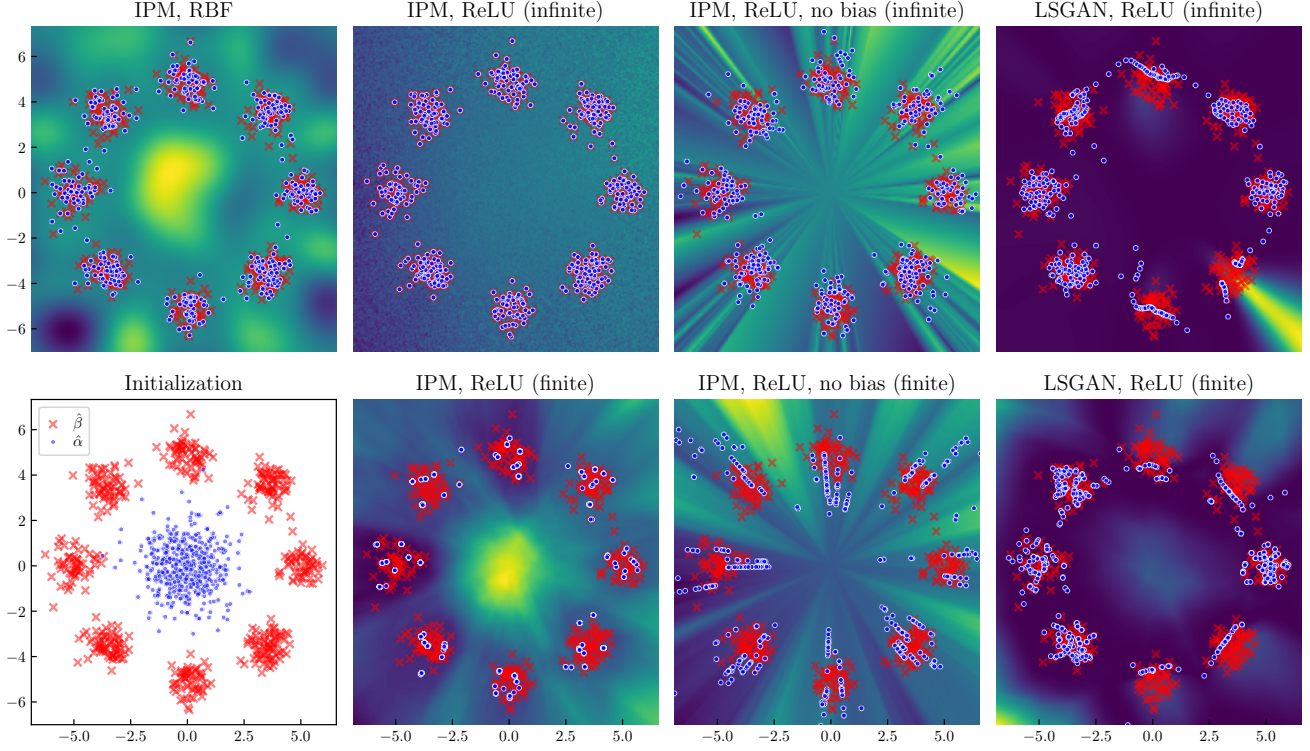 IPM, RBF
IPM, ReLU (infinite)
IPM, ReLU, no bias (infinite)
LSGAN, ReLU (infinite)
6
4
2
0
−2
−4
−6
Initialization
IPM, ReLU (finite)
IPM, ReLU, no bias (finite)
LSGAN, ReLU (finite)
β̂
α̂
6
4
2
0
−2
−4
−6
−5.0 −2.5 0.0 2.5 5.0
−5.0 −2.5 0.0 2.5 5.0
−5.0 −2.5 0.0 2.5 5.0
−5.0 −2.5 0.0 2.5 5.0